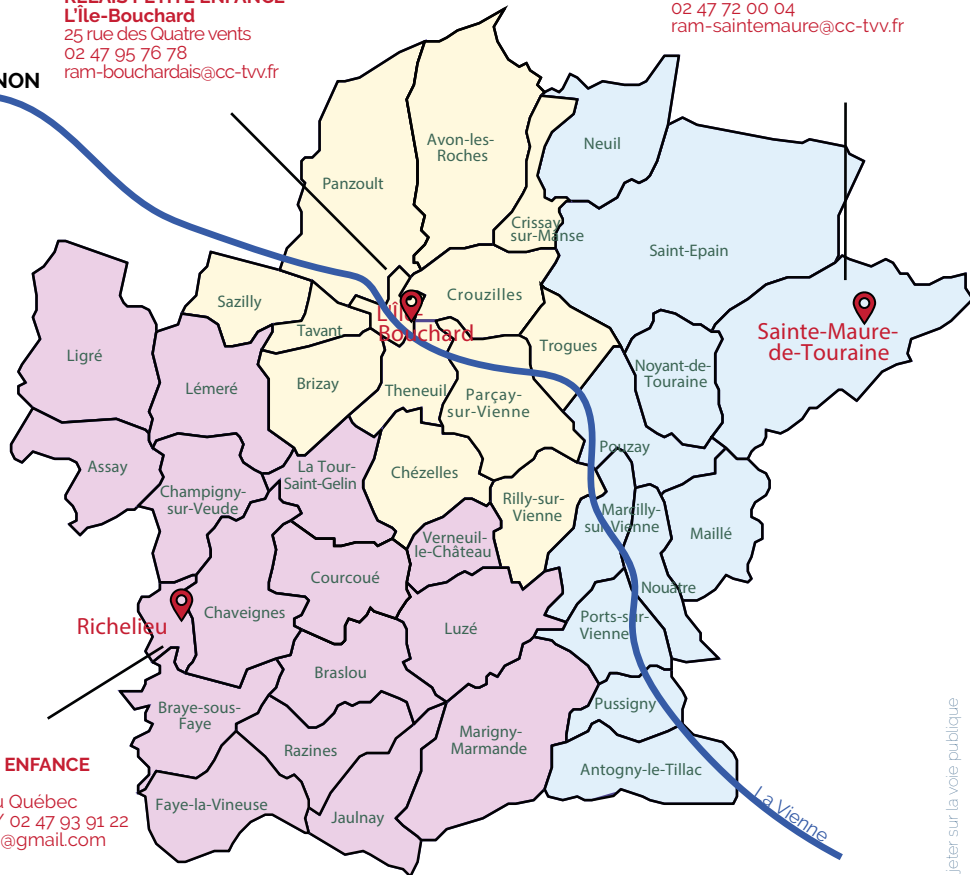 RELAIS PETITE ENFANCE
L'Île-Bouchard
25 rue des Quatre vents
02 47 95 76 78
ram-bouchardais@cc-tvv.fr
02 47 72 00 04
ram-saintemaure@cc-tvv.fr
NON
Neuil
Avon-les-
Roches
Panzoult
Crissay
sur-Manse
Saint-Epain
Sazilly
Crouzilles
Tavant
L'Île-
Bouchard
Trogues
Sainte-Maure-
de-Touraine
Ligré
Lémeré
Brizay
Theneuil
Parçay-
sur-Vienne
Noyant-de-
Touraine
Pouzay
Assay
La Tour-
Saint-Gelin
Chézelles
Champigny-
sur-Veude
Rilly-sur-
Vienne
Marcilly-
sur-Vienne
Maillé
Verneuil-
le-Château
Courcoué
Nouâtre
Chaveignes
Richelieu
Luzé
Ports-sur-
Vienne
Braslou
Braye-sous-
Faye
Pussigny
Razines
Marigny-
Marmande
Antogny-le-Tillac
Faye-la-Vineuse
Jaulnay
La Vienne
ENFANCE
u Québec
/ 02 47 93 91 22
@gmail.com
jeter sur la voie publique